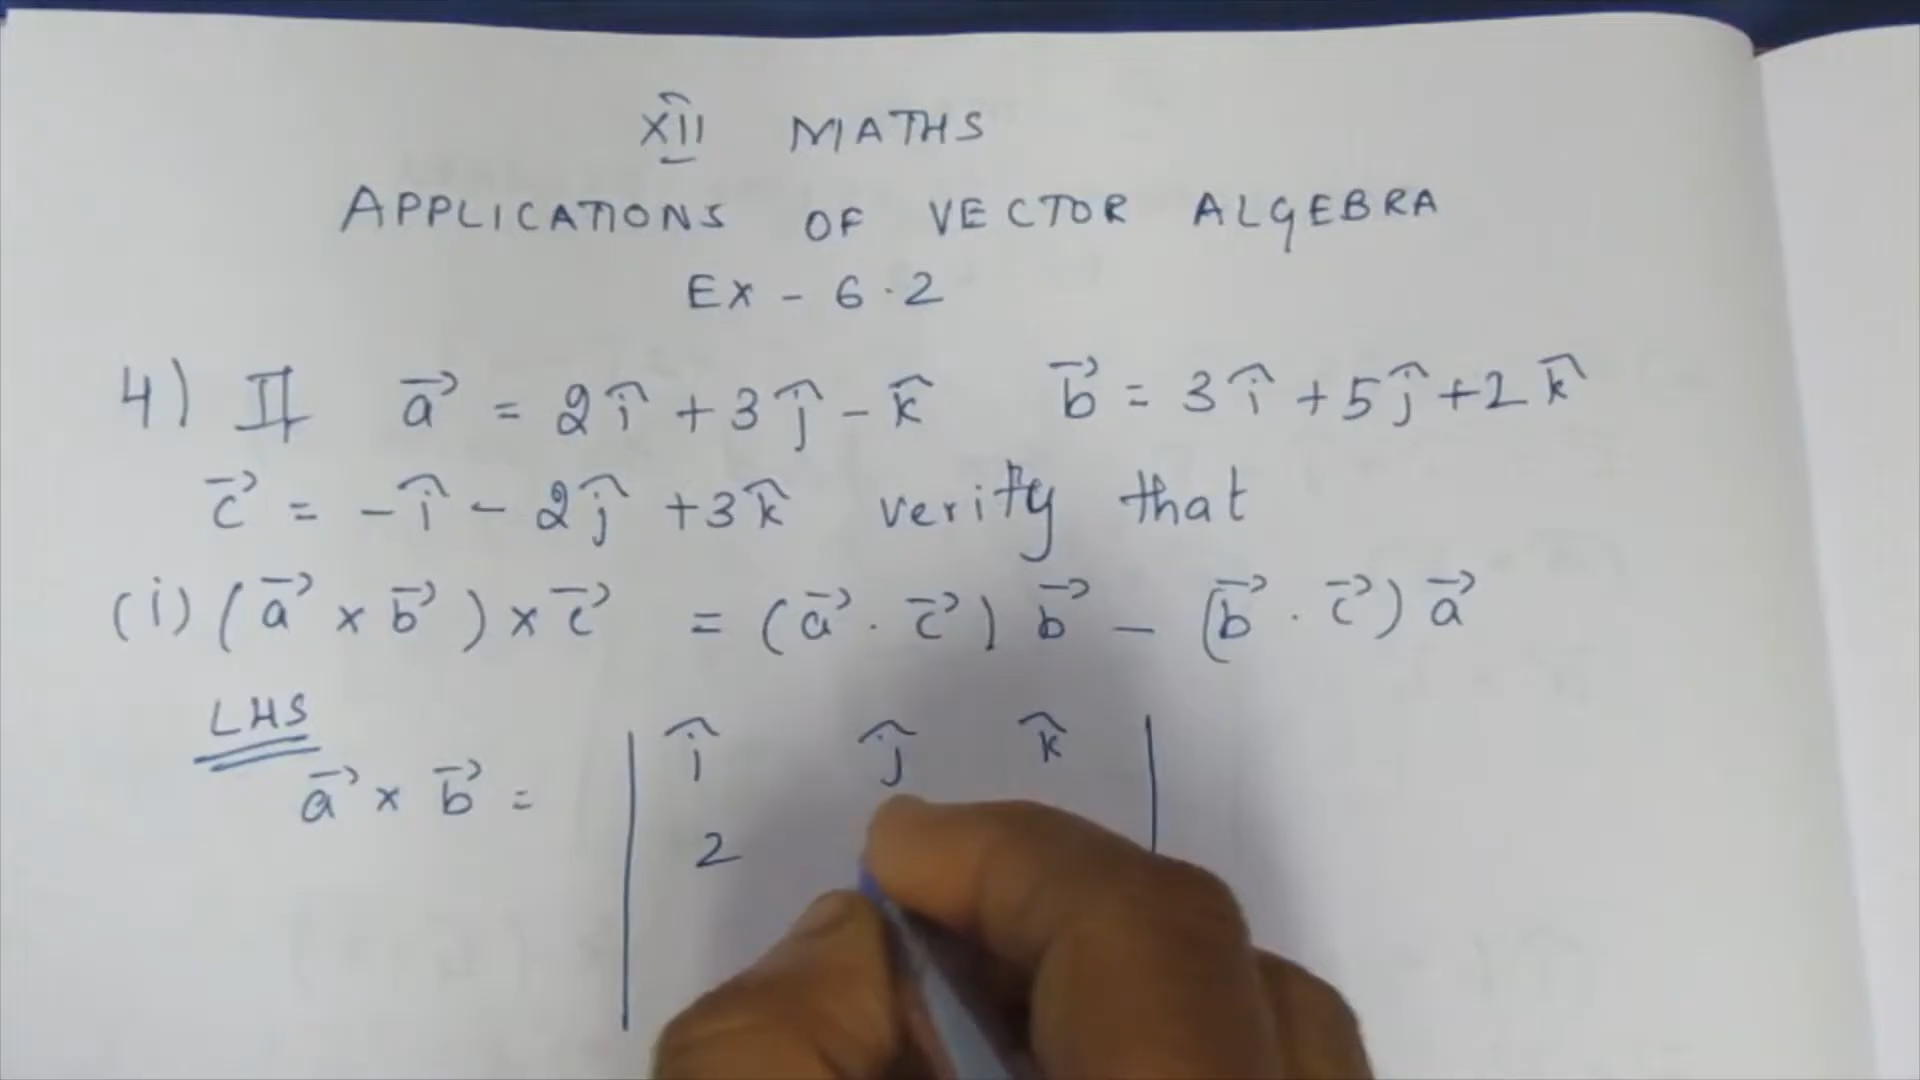 XII MATHS
APPLICATIONS OF VECTOR ALGEBRA
Ex - 6.2
4) If a⃗ = 2î + 3ĵ - k̂ b⃗ = 3î + 5ĵ + 2k̂
c⃗ = -î - 2ĵ + 3k̂ verify that
(i) (a⃗ × b⃗) × c⃗ = (a⃗ . c⃗) b⃗ - (b⃗ . c⃗) a⃗
LHS
a⃗ × b⃗ = | î ĵ k̂ |
2